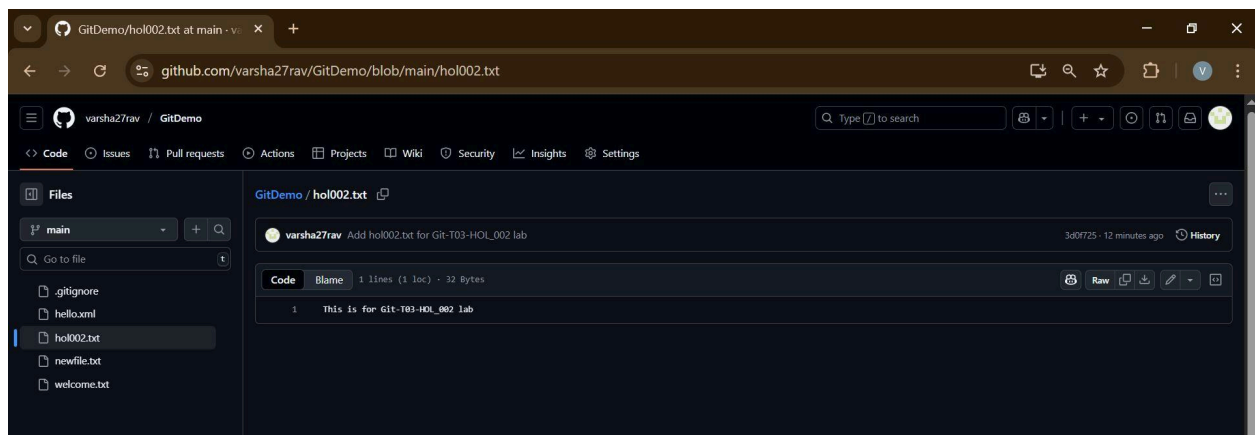 GitDemo/hol002.txt at main · va
github.com/varsha27rav/GitDemo/blob/main/hol002.txt
V
varsha27rav / GitDemo
Type / to search
Code Issues Pull requests Actions Projects Wiki Security Insights Settings
Files
main
Go to file t
.gitignore
hello.xml
hol002.txt
newfile.txt
welcome.txt
GitDemo / hol002.txt
varsha27rav Add hol002.txt for Git-T03-HOL_002 lab 3d0f725 · 12 minutes ago History
Code Blame 1 lines (1 loc) · 32 Bytes Raw
1 This is for Git-T03-HOL_002 lab